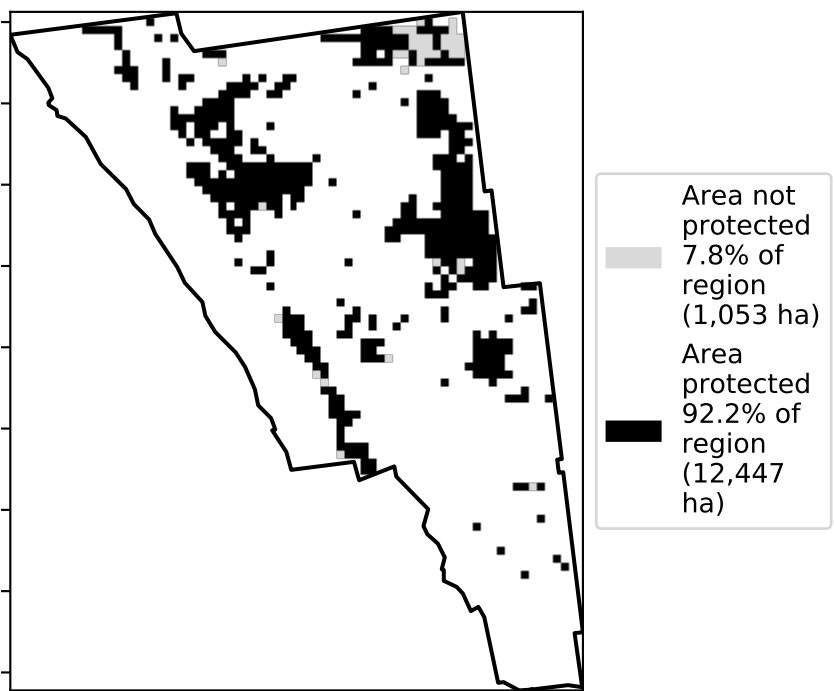 Area not
protected
7.8% of
region
(1,053 ha)
Area
protected
92.2% of
region
(12,447
ha)